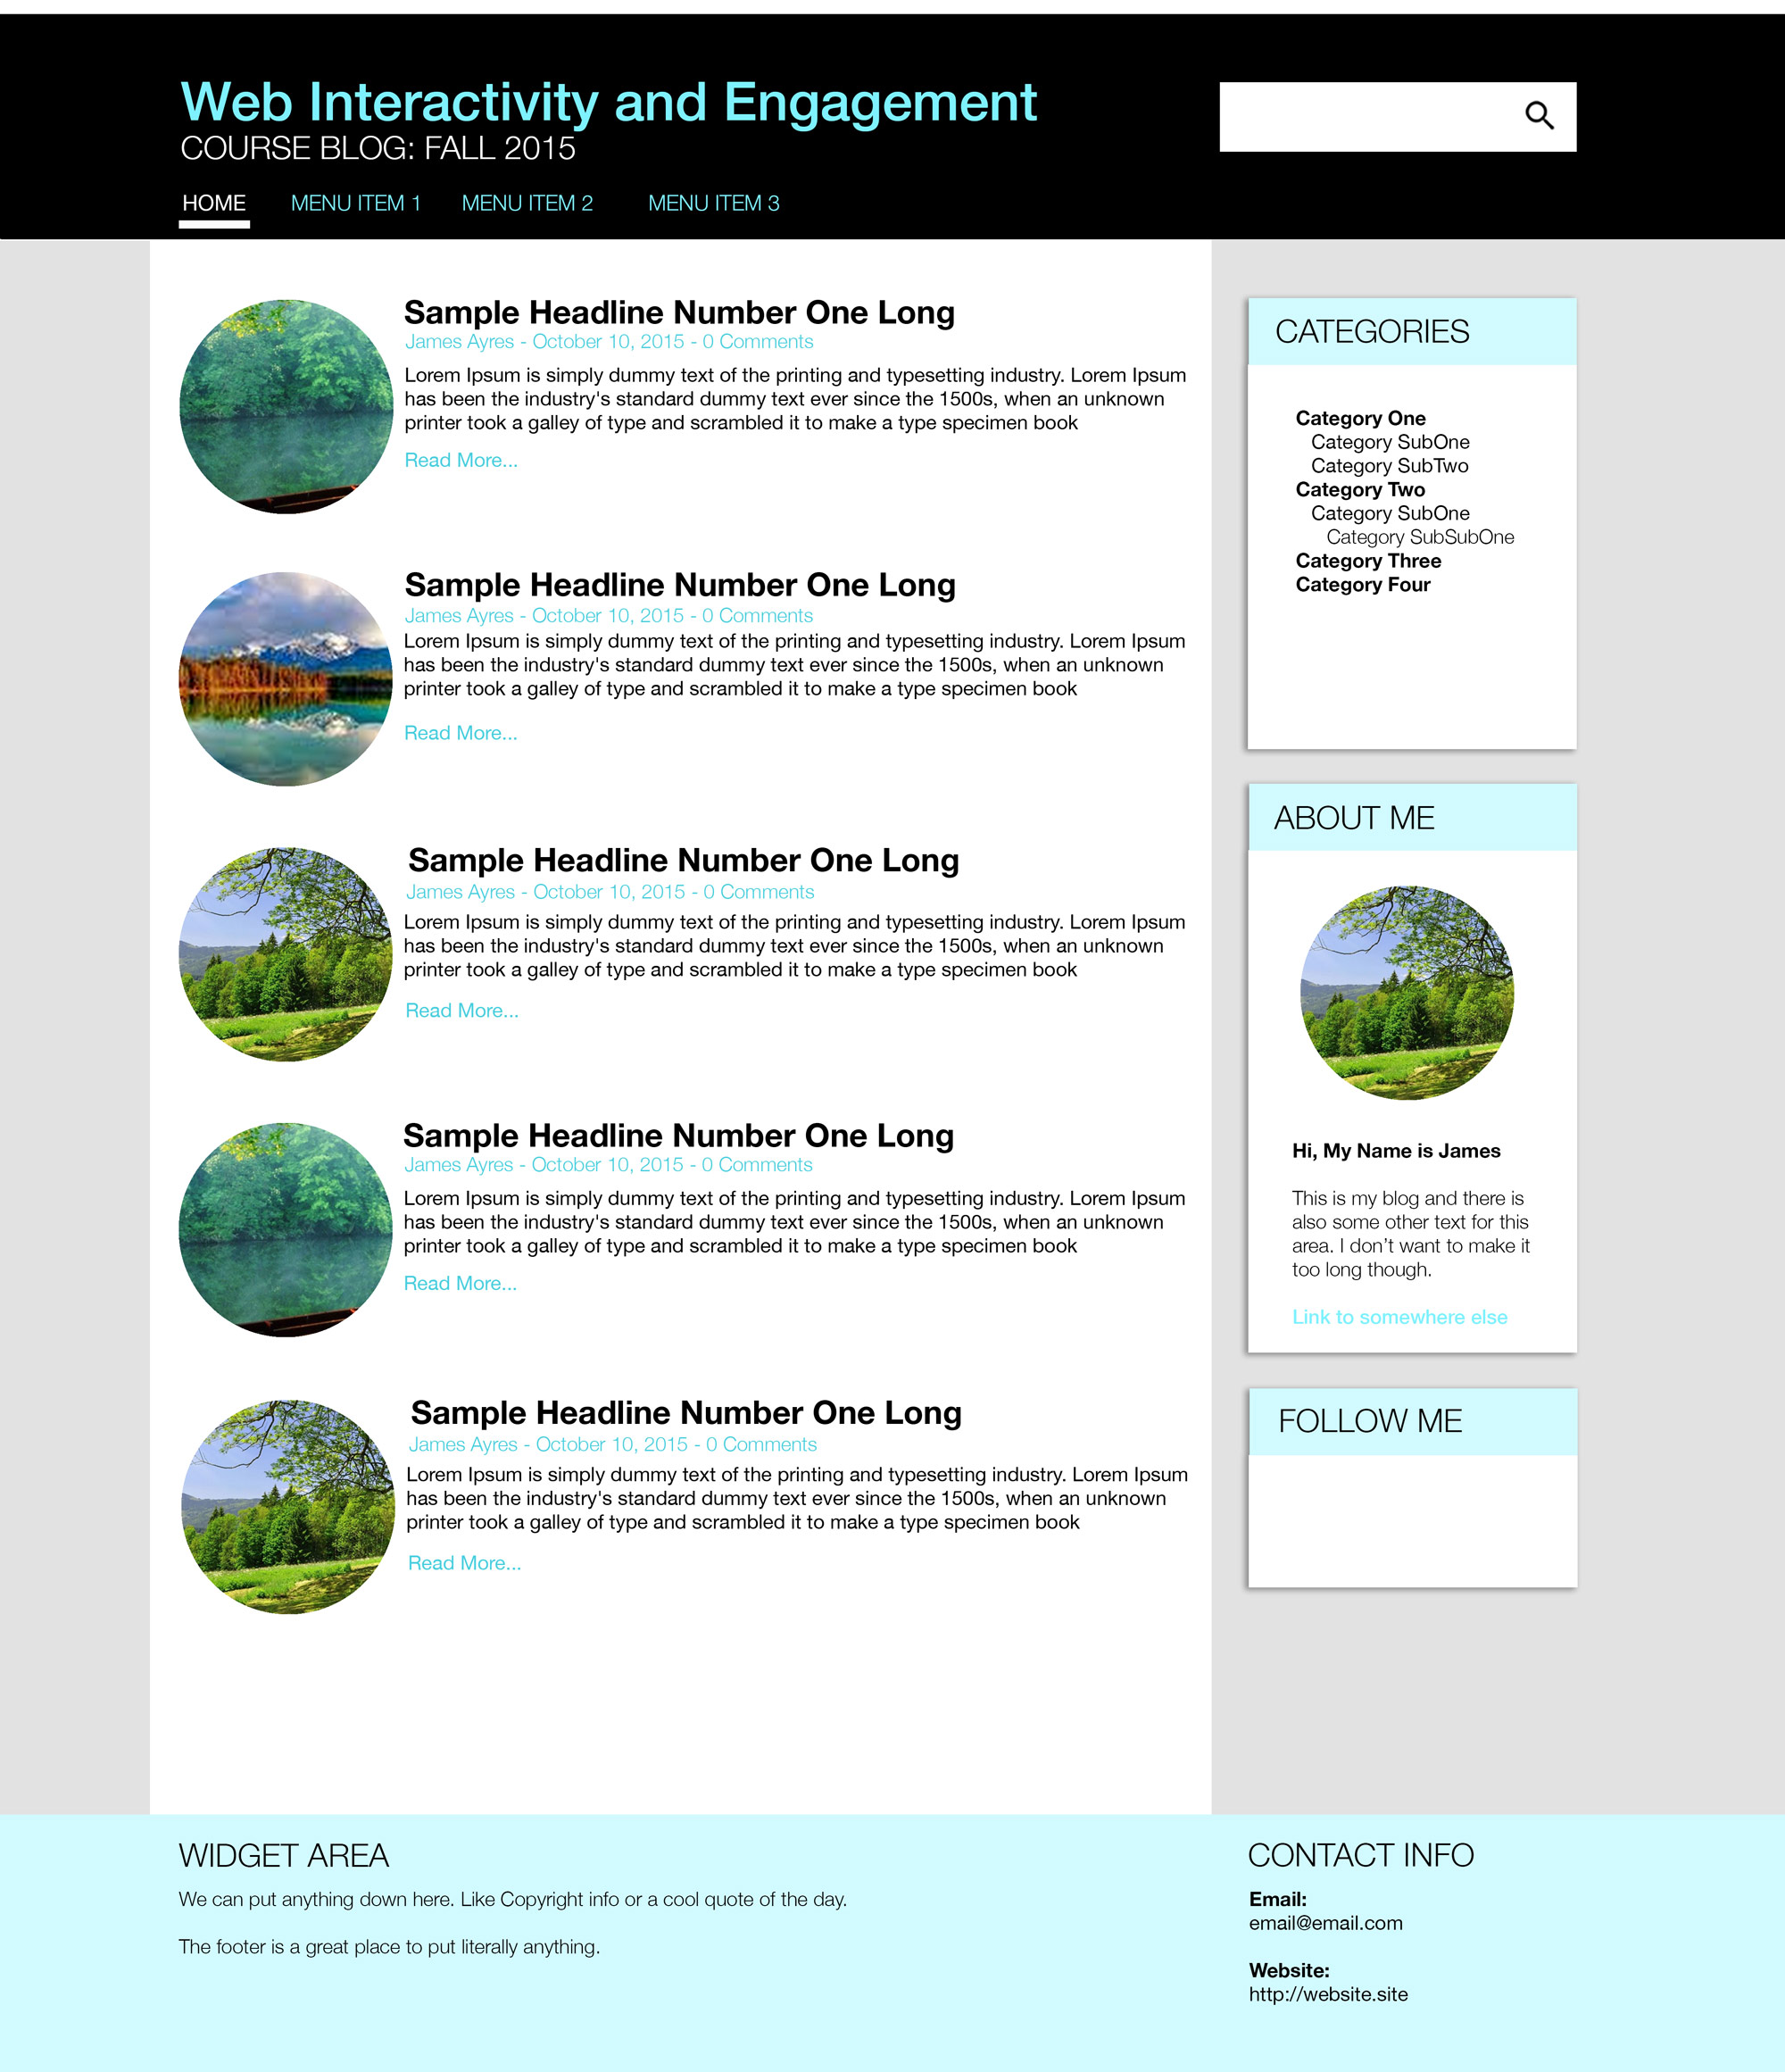 Web Interactivity and Engagement
COURSE BLOG: FALL 2015
HOME MENU ITEM 1 MENU ITEM 2 MENU ITEM 3
Sample Headline Number One Long
James Ayres - October 10, 2015 - 0 Comments
Lorem Ipsum is simply dummy text of the printing and typesetting industry. Lorem Ipsum
has been the industry's standard dummy text ever since the 1500s, when an unknown
printer took a galley of type and scrambled it to make a type specimen book
Read More...
Sample Headline Number One Long
James Ayres - October 10, 2015 - 0 Comments
Lorem Ipsum is simply dummy text of the printing and typesetting industry. Lorem Ipsum
has been the industry's standard dummy text ever since the 1500s, when an unknown
printer took a galley of type and scrambled it to make a type specimen book
Read More...
Sample Headline Number One Long
James Ayres - October 10, 2015 - 0 Comments
Lorem Ipsum is simply dummy text of the printing and typesetting industry. Lorem Ipsum
has been the industry's standard dummy text ever since the 1500s, when an unknown
printer took a galley of type and scrambled it to make a type specimen book
Read More...
Sample Headline Number One Long
James Ayres - October 10, 2015 - 0 Comments
Lorem Ipsum is simply dummy text of the printing and typesetting industry. Lorem Ipsum
has been the industry's standard dummy text ever since the 1500s, when an unknown
printer took a galley of type and scrambled it to make a type specimen book
Read More...
Sample Headline Number One Long
James Ayres - October 10, 2015 - 0 Comments
Lorem Ipsum is simply dummy text of the printing and typesetting industry. Lorem Ipsum
has been the industry's standard dummy text ever since the 1500s, when an unknown
printer took a galley of type and scrambled it to make a type specimen book
Read More...
CATEGORIES
Category One
Category SubOne
Category SubTwo
Category Two
Category SubOne
Category SubSubOne
Category Three
Category Four
ABOUT ME
Hi, My Name is James
This is my blog and there is
also some other text for this
area. I don’t want to make it
too long though.
Link to somewhere else
FOLLOW ME
WIDGET AREA
We can put anything down here. Like Copyright info or a cool quote of the day.
The footer is a great place to put literally anything.
CONTACT INFO
Email:
email@email.com
Website:
http://website.site